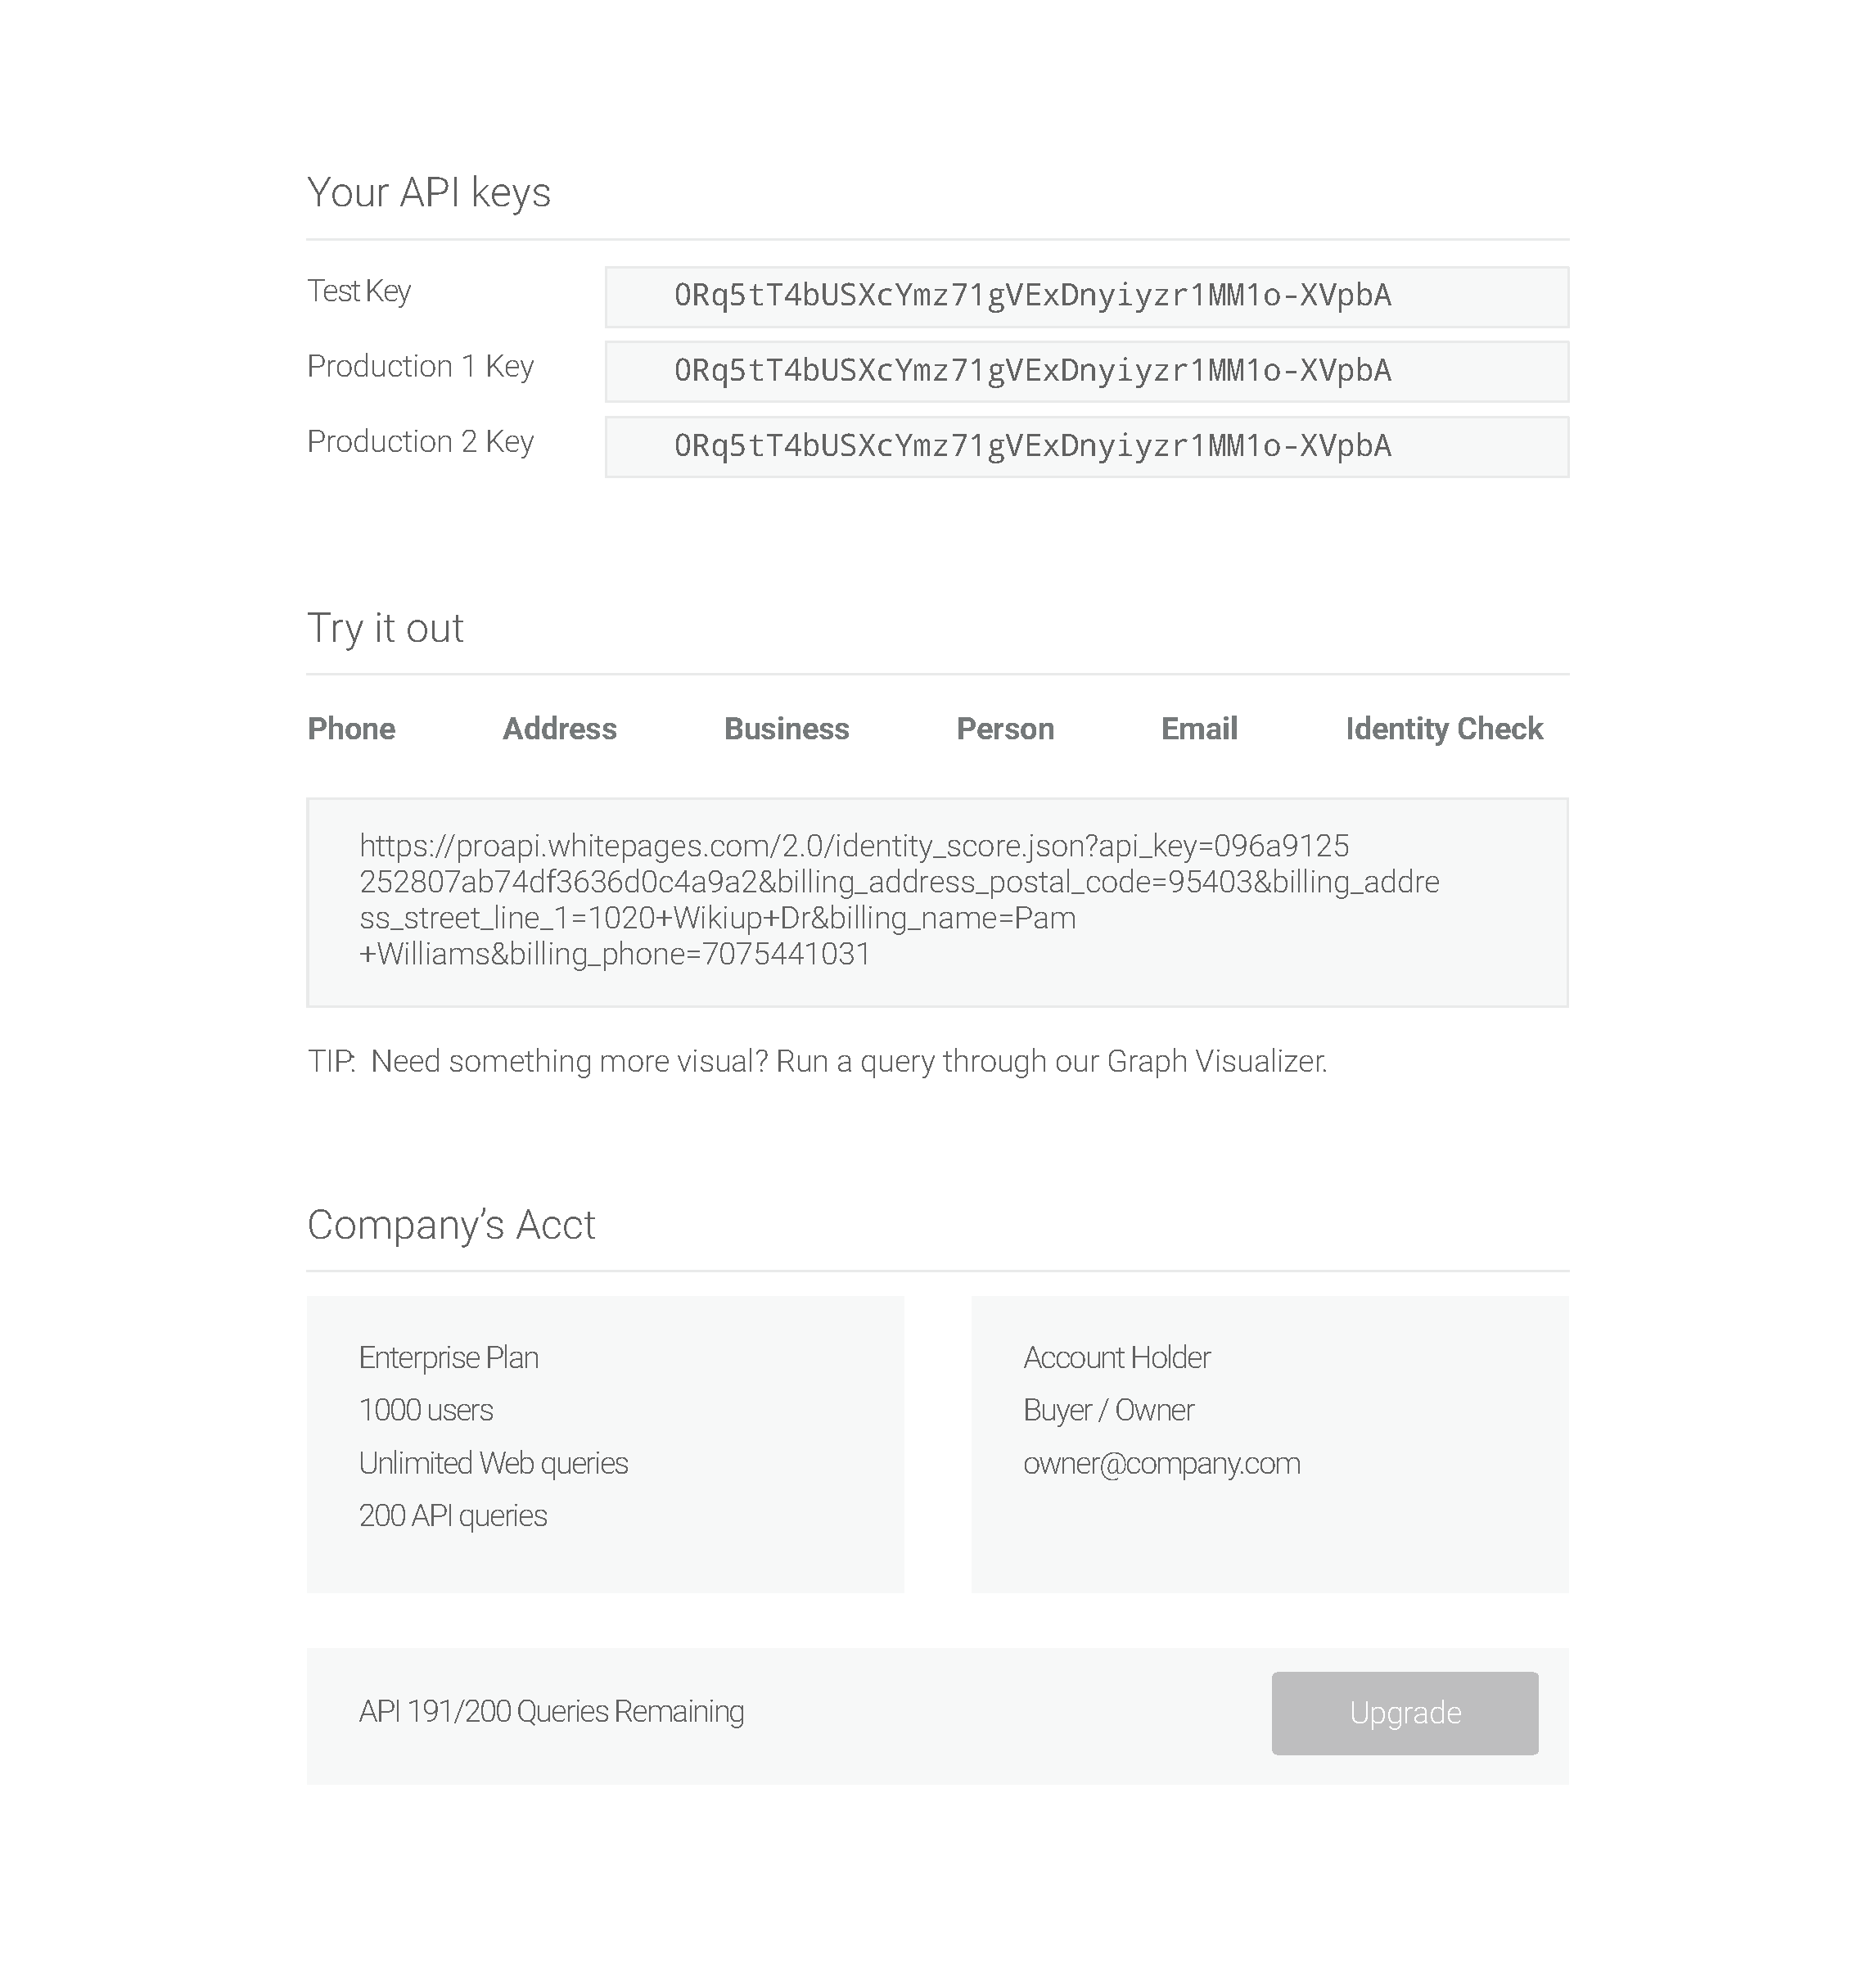 Your API keys
Test Key
0Rq5tT4bUSXcYmz71gVExDnyiyzr1MM1o-XVpbA
Production 1 Key
0Rq5tT4bUSXcYmz71gVExDnyiyzr1MM1o-XVpbA
Production 2 Key
0Rq5tT4bUSXcYmz71gVExDnyiyzr1MM1o-XVpbA
Try it out
Phone Address Business Person Email Identity Check
https://proapi.whitepages.com/2.0/identity_score.json?api_key=096a9125
252807ab74df3636d0c4a9a2&billing_address_postal_code=95403&billing_addre
ss_street_line_1=1020+Wikiup+Dr&billing_name=Pam
+Williams&billing_phone=7075441031
TIP: Need something more visual? Run a query through our Graph Visualizer.
Company’s Acct
Enterprise Plan
1000 users
Unlimited Web queries
200 API queries
Account Holder
Buyer / Owner
owner@company.com
API 191/200 Queries Remaining
Upgrade